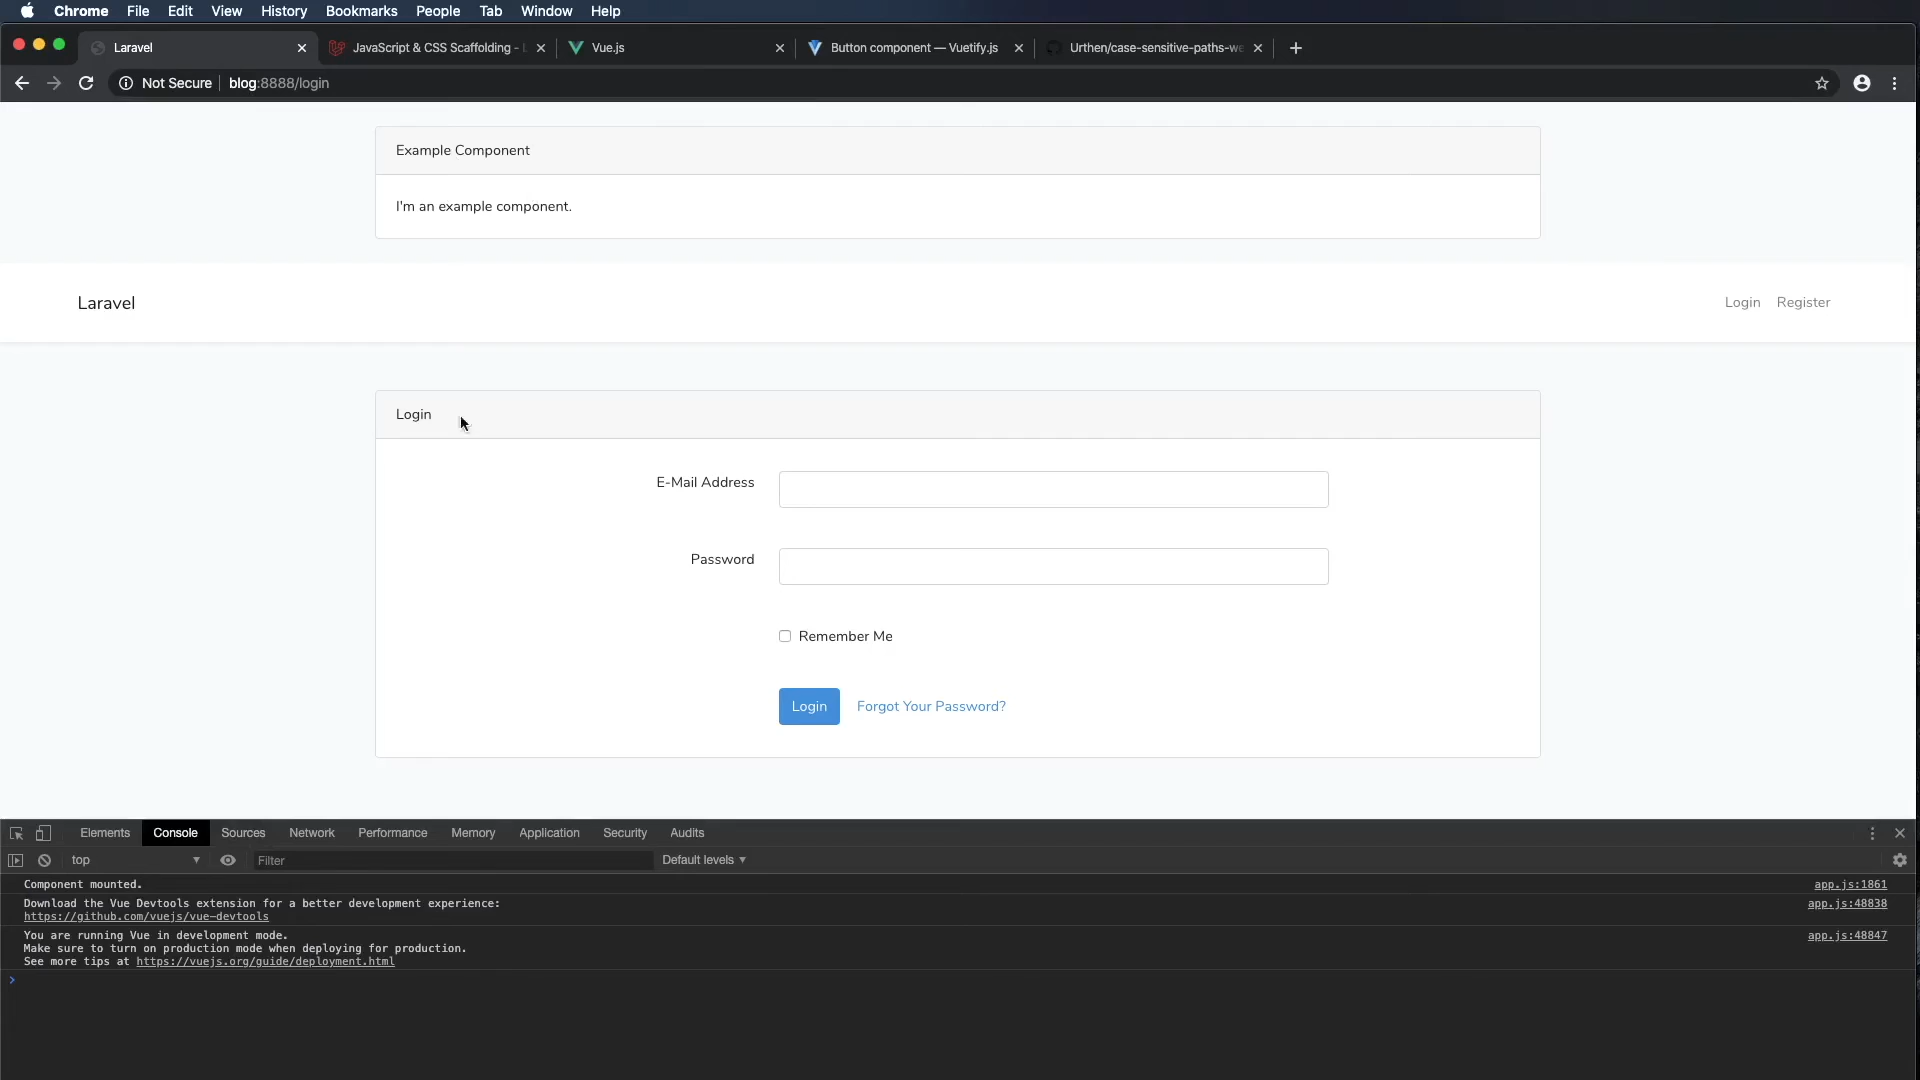 Chrome File Edit View History Bookmarks People Tab Window Help
Laravel
JavaScript & CSS Scaffolding -
Vue.js
Button component — Vuetify.js
Urthen/case-sensitive-paths-we
Not Secure blog:8888/login
Example Component
I'm an example component.
Laravel
Login Register
Login
E-Mail Address
Password
Remember Me
Login Forgot Your Password?
Elements Console Sources Network Performance Memory Application Security Audits
top Filter Default levels
Component mounted. app.js:1861
Download the Vue Devtools extension for a better development experience: app.js:48838
https://github.com/vuejs/vue-devtools
You are running Vue in development mode. app.js:48847
Make sure to turn on production mode when deploying for production.
See more tips at https://vuejs.org/guide/deployment.html